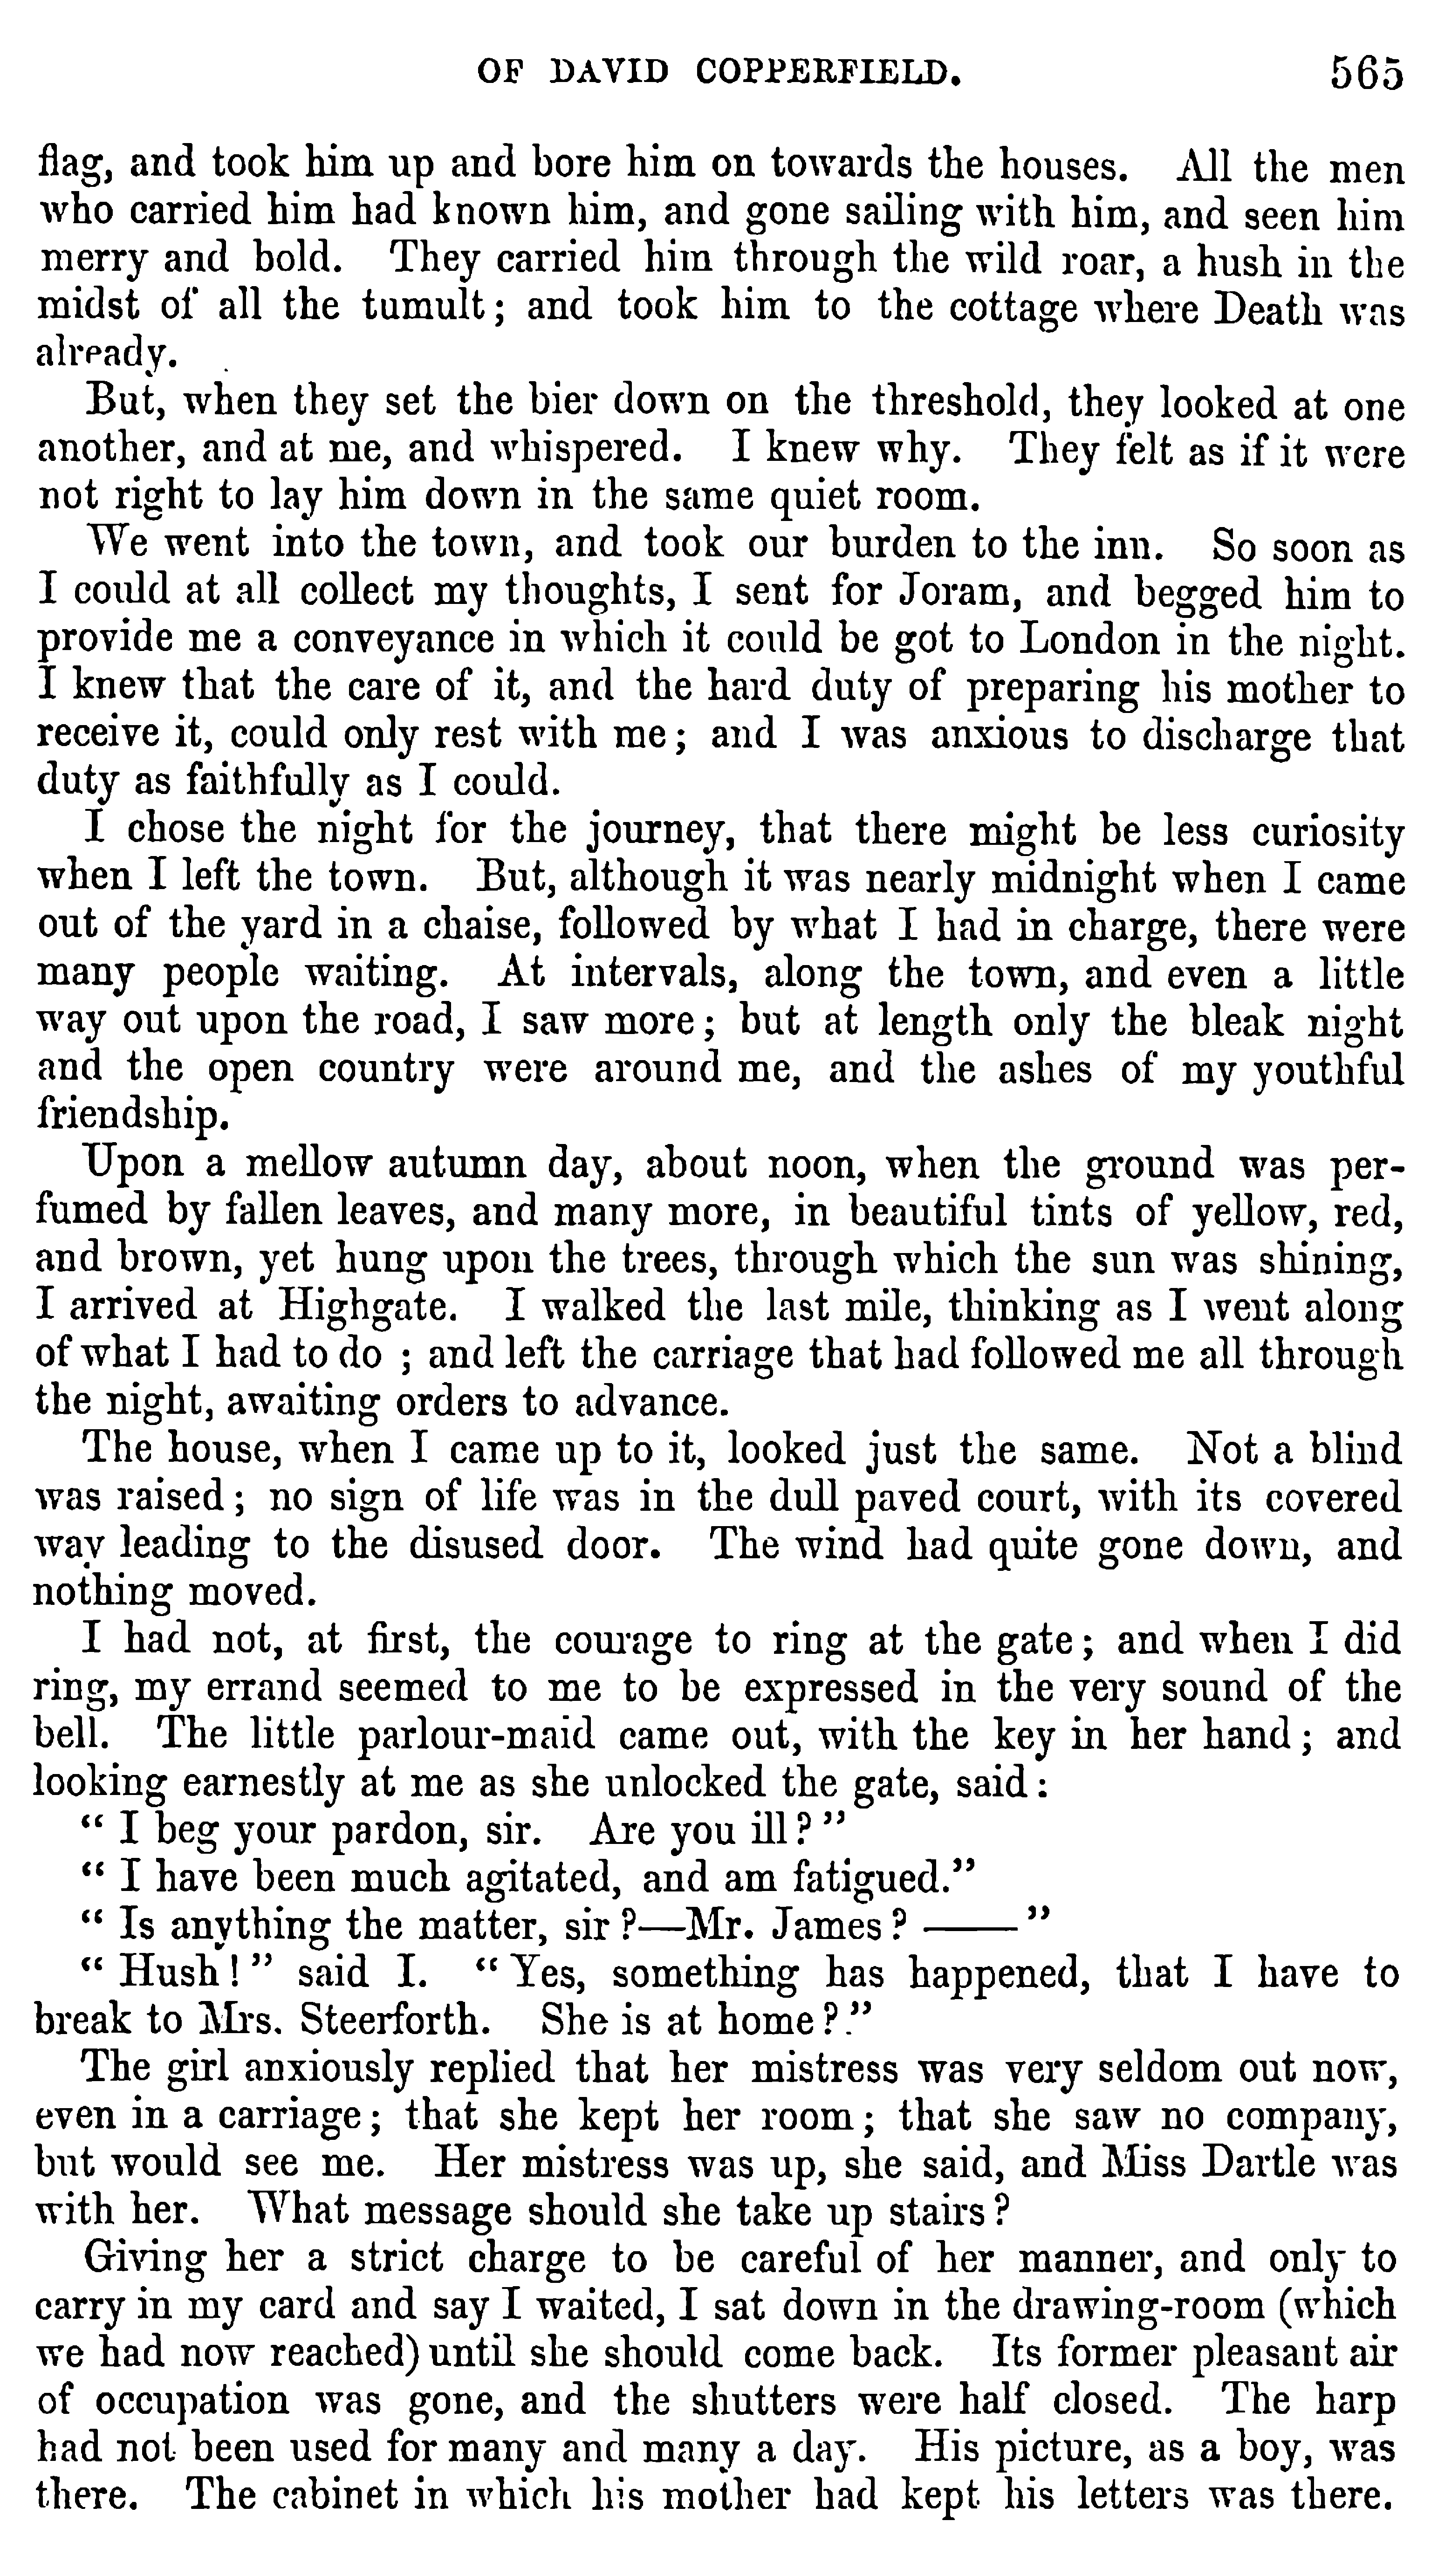 OF DAVID COPPERFIELD. 565
flag, and took him up and bore him on towards the houses. All the men
who carried him had known him, and gone sailing with him, and seen him
merry and bold. They carried him through the wild roar, a hush in the
midst of all the tumult; and took him to the cottage where Death was
already.
But, when they set the bier down on the threshold, they looked at one
another, and at me, and whispered. I knew why. They felt as if it were
not right to lay him down in the same quiet room.
We went into the town, and took our burden to the inn. So soon as
I could at all collect my thoughts, I sent for Joram, and begged him to
provide me a conveyance in which it could be got to London in the night.
I knew that the care of it, and the hard duty of preparing his mother to
receive it, could only rest with me; and I was anxious to discharge that
duty as faithfully as I could.
I chose the night for the journey, that there might be less curiosity
when I left the town. But, although it was nearly midnight when I came
out of the yard in a chaise, followed by what I had in charge, there were
many people waiting. At intervals, along the town, and even a little
way out upon the road, I saw more; but at length only the bleak night
and the open country were around me, and the ashes of my youthful
friendship.
Upon a mellow autumn day, about noon, when the ground was per-
fumed by fallen leaves, and many more, in beautiful tints of yellow, red,
and brown, yet hung upon the trees, through which the sun was shining,
I arrived at Highgate. I walked the last mile, thinking as I went along
of what I had to do ; and left the carriage that had followed me all through
the night, awaiting orders to advance.
The house, when I came up to it, looked just the same. Not a blind
was raised; no sign of life was in the dull paved court, with its covered
way leading to the disused door. The wind had quite gone down, and
nothing moved.
I had not, at first, the courage to ring at the gate; and when I did
ring, my errand seemed to me to be expressed in the very sound of the
bell. The little parlour-maid came out, with the key in her hand; and
looking earnestly at me as she unlocked the gate, said:
" I beg your pardon, sir. Are you ill?"
" I have been much agitated, and am fatigued."
" Is anything the matter, sir?—Mr. James? ——"
" Hush!" said I. " Yes, something has happened, that I have to
break to Mrs. Steerforth. She is at home?."
The girl anxiously replied that her mistress was very seldom out now,
even in a carriage; that she kept her room; that she saw no company,
but would see me. Her mistress was up, she said, and Miss Dartle was
with her. What message should she take up stairs?
Giving her a strict charge to be careful of her manner, and only to
carry in my card and say I waited, I sat down in the drawing-room (which
we had now reached) until she should come back. Its former pleasant air
of occupation was gone, and the shutters were half closed. The harp
had not been used for many and many a day. His picture, as a boy, was
there. The cabinet in which his mother had kept his letters was there.